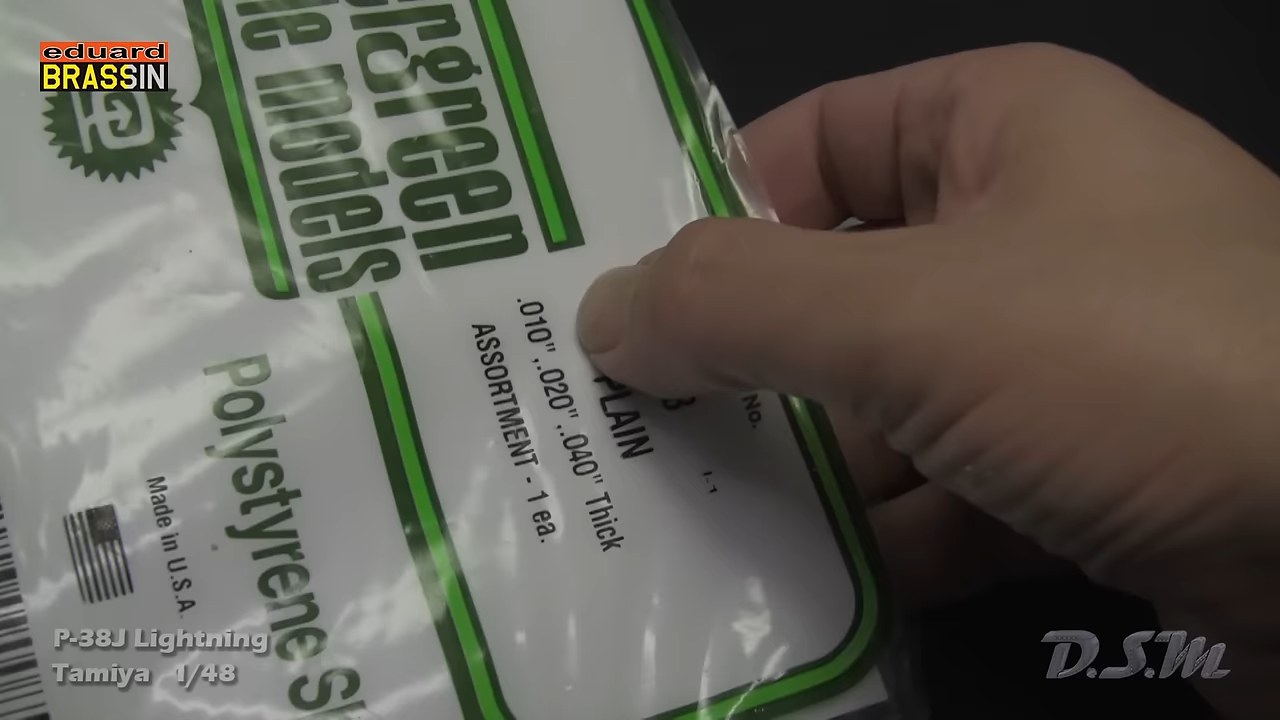 eduard
BRASSIN
rgreen
le models
No.
PLAIN
.010", .020", .040" Thick
ASSORTMENT - 1 ea.
Polystyrene
Made in U.S.A.
P-38J Lightning
Tamiya 1/48
D.S.M